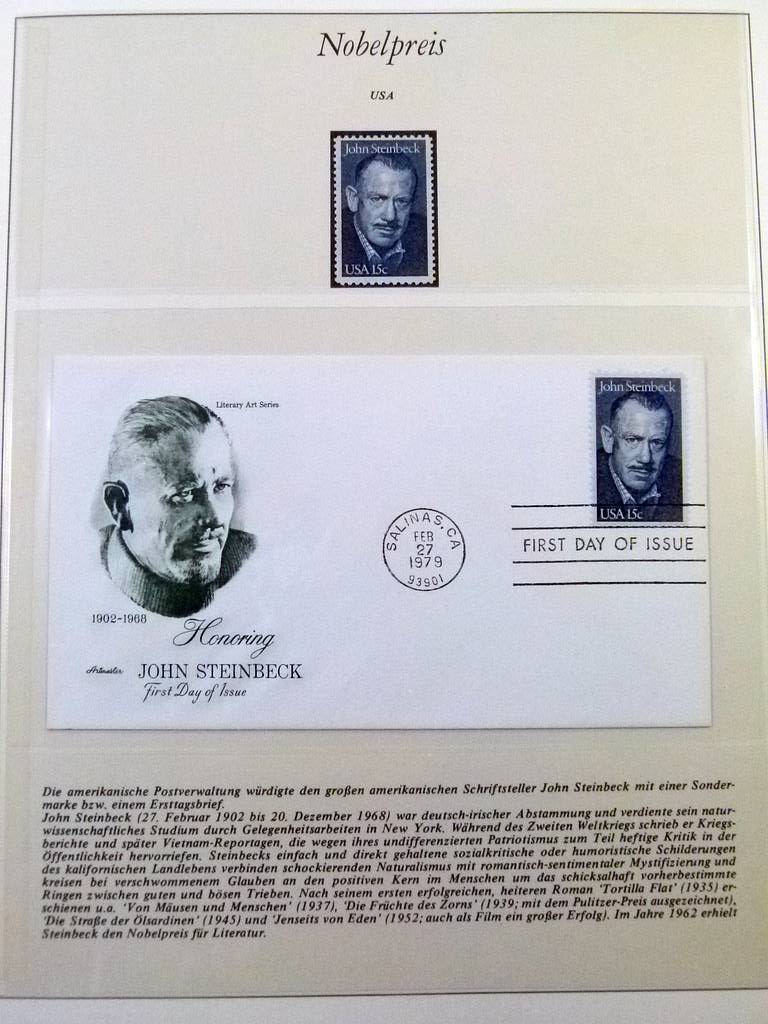 Nobelpreis
USA
John Steinbeck
USA 15c
Literary Art Series
John Steinbeck
USA 15c
SALINAS, CA
FEB
27
1979
93901
FIRST DAY OF ISSUE
1902-1968
Honoring
Artmaster
JOHN STEINBECK
First Day of Issue
Die amerikanische Postverwaltung würdigte den großen amerikanischen Schriftsteller John Steinbeck mit einer Sonder-
marke bzw. einem Ersttagsbrief.
John Steinbeck (27. Februar 1902 bis 20. Dezember 1968) war deutsch-irischer Abstammung und verdiente sein natur-
wissenschaftliches Studium durch Gelegenheitsarbeiten in New York. Während des Zweiten Weltkriegs schrieb er Kriegs-
berichte und später Vietnam-Reportagen, die wegen ihres undifferenzierten Patriotismus zum Teil heftige Kritik in der
Öffentlichkeit hervorriefen. Steinbecks einfach und direkt gehaltene sozialkritische oder humoristische Schilderungen
des kalifornischen Landlebens verbinden schockierenden Naturalismus mit romantisch-sentimentaler Mystifizierung und
kreisen bei verschwommenem Glauben an den positiven Kern im Menschen um das schicksalhaft vorherbestimmte
Ringen zwischen guten und bösen Trieben. Nach seinem ersten erfolgreichen, heiteren Roman 'Tortilla Flat' (1935) er-
schienen u.a. 'Von Mäusen und Menschen' (1937), 'Die Früchte des Zorns' (1939; mit dem Pulitzer-Preis ausgezeichnet),
'Die Straße der Ölsardinen' (1945) und 'Jenseits von Eden' (1952; auch als Film ein großer Erfolg). Im Jahre 1962 erhielt
Steinbeck den Nobelpreis für Literatur.